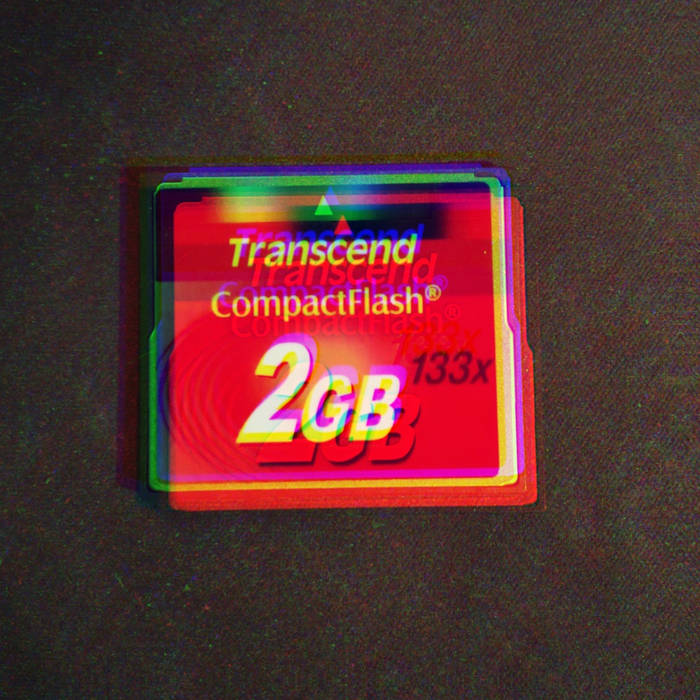 Transcend
CompactFlash®
133x
2GB